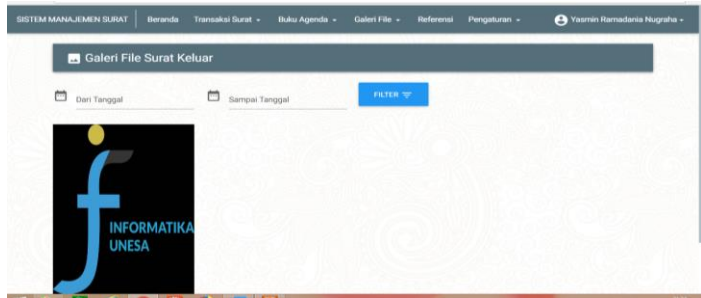 SISTEM MANAJEMEN SURAT Beranda Transaksi Surat Buku Agenda Galeri File Referensi Pengaturan Yasmin Ramadania Nugraha
Galeri File Surat Keluar
Dari Tanggal Sampai Tanggal FILTER
INFORMATIKA
UNESA